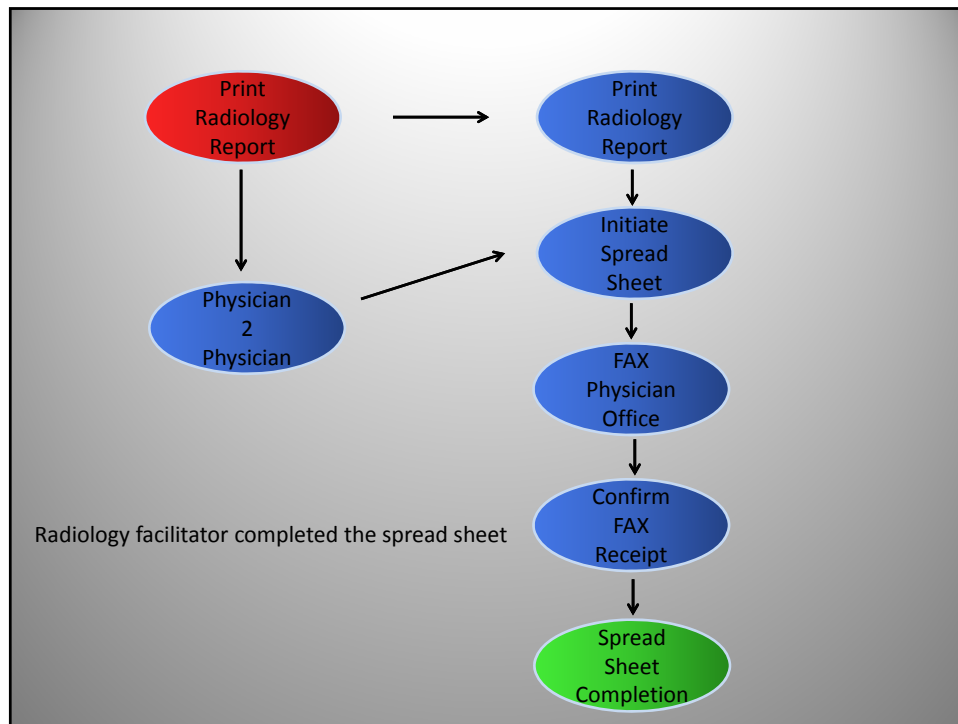 Print
Radiology
Report
Print
Radiology
Report
Initiate
Spread
Sheet
Physician
2
Physician
FAX
Physician
Office
Confirm
FAX
Receipt
Radiology facilitator completed the spread sheet
Spread
Sheet
Completion